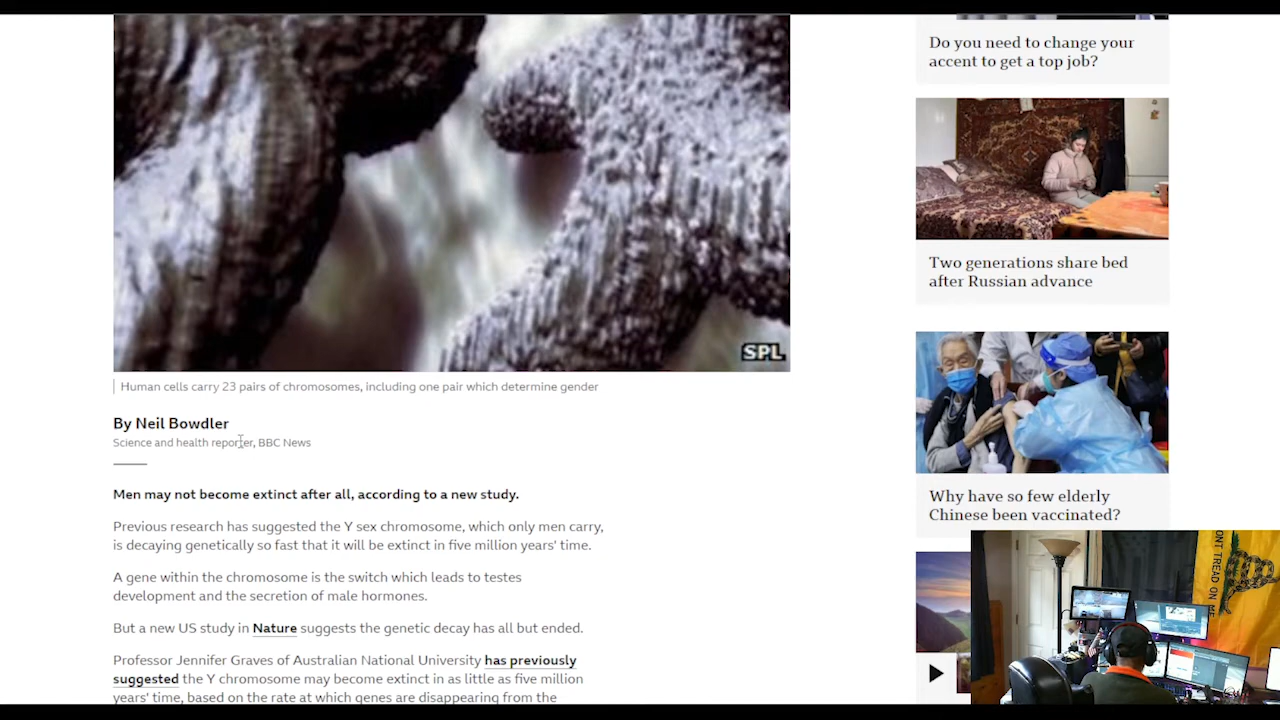 Do you need to change your
accent to get a top job?
Two generations share bed
after Russian advance
SPL
Human cells carry 23 pairs of chromosomes, including one pair which determine gender
By Neil Bowdler
Science and health reporter, BBC News
Why have so few elderly
Chinese been vaccinated?
Men may not become extinct after all, according to a new study.
Previous research has suggested the Y sex chromosome, which only men carry,
is decaying genetically so fast that it will be extinct in five million years' time.
A gene within the chromosome is the switch which leads to testes
development and the secretion of male hormones.
But a new US study in Nature suggests the genetic decay has all but ended.
Professor Jennifer Graves of Australian National University has previously
suggested the Y chromosome may become extinct in as little as five million
years' time, based on the rate at which genes are disappearing from the
ONT TREAD ON